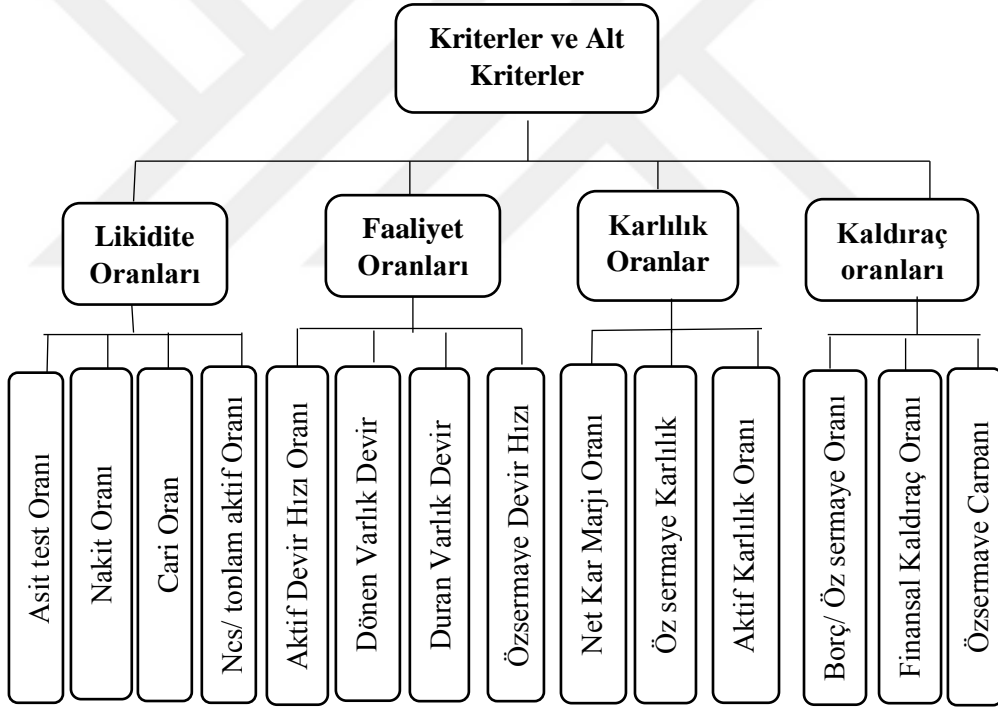 Kriterler ve Alt
Kriterler
Likidite
Oranları
Faaliyet
Oranları
Karlılık
Oranlar
Kaldıraç
oranları
Asit test Oranı
Nakit Oranı
Cari Oran
Ncs/ toplam aktif Oranı
Aktif Devir Hızı Oranı
Dönen Varlık Devir
Duran Varlık Devir
Özsermaye Devir Hızı
Net Kar Marjı Oranı
Öz sermaye Karlılık
Aktif Karlılık Oranı
Borç/ Öz sermaye Oranı
Finansal Kaldıraç Oranı
Özsermaye Çarpanı